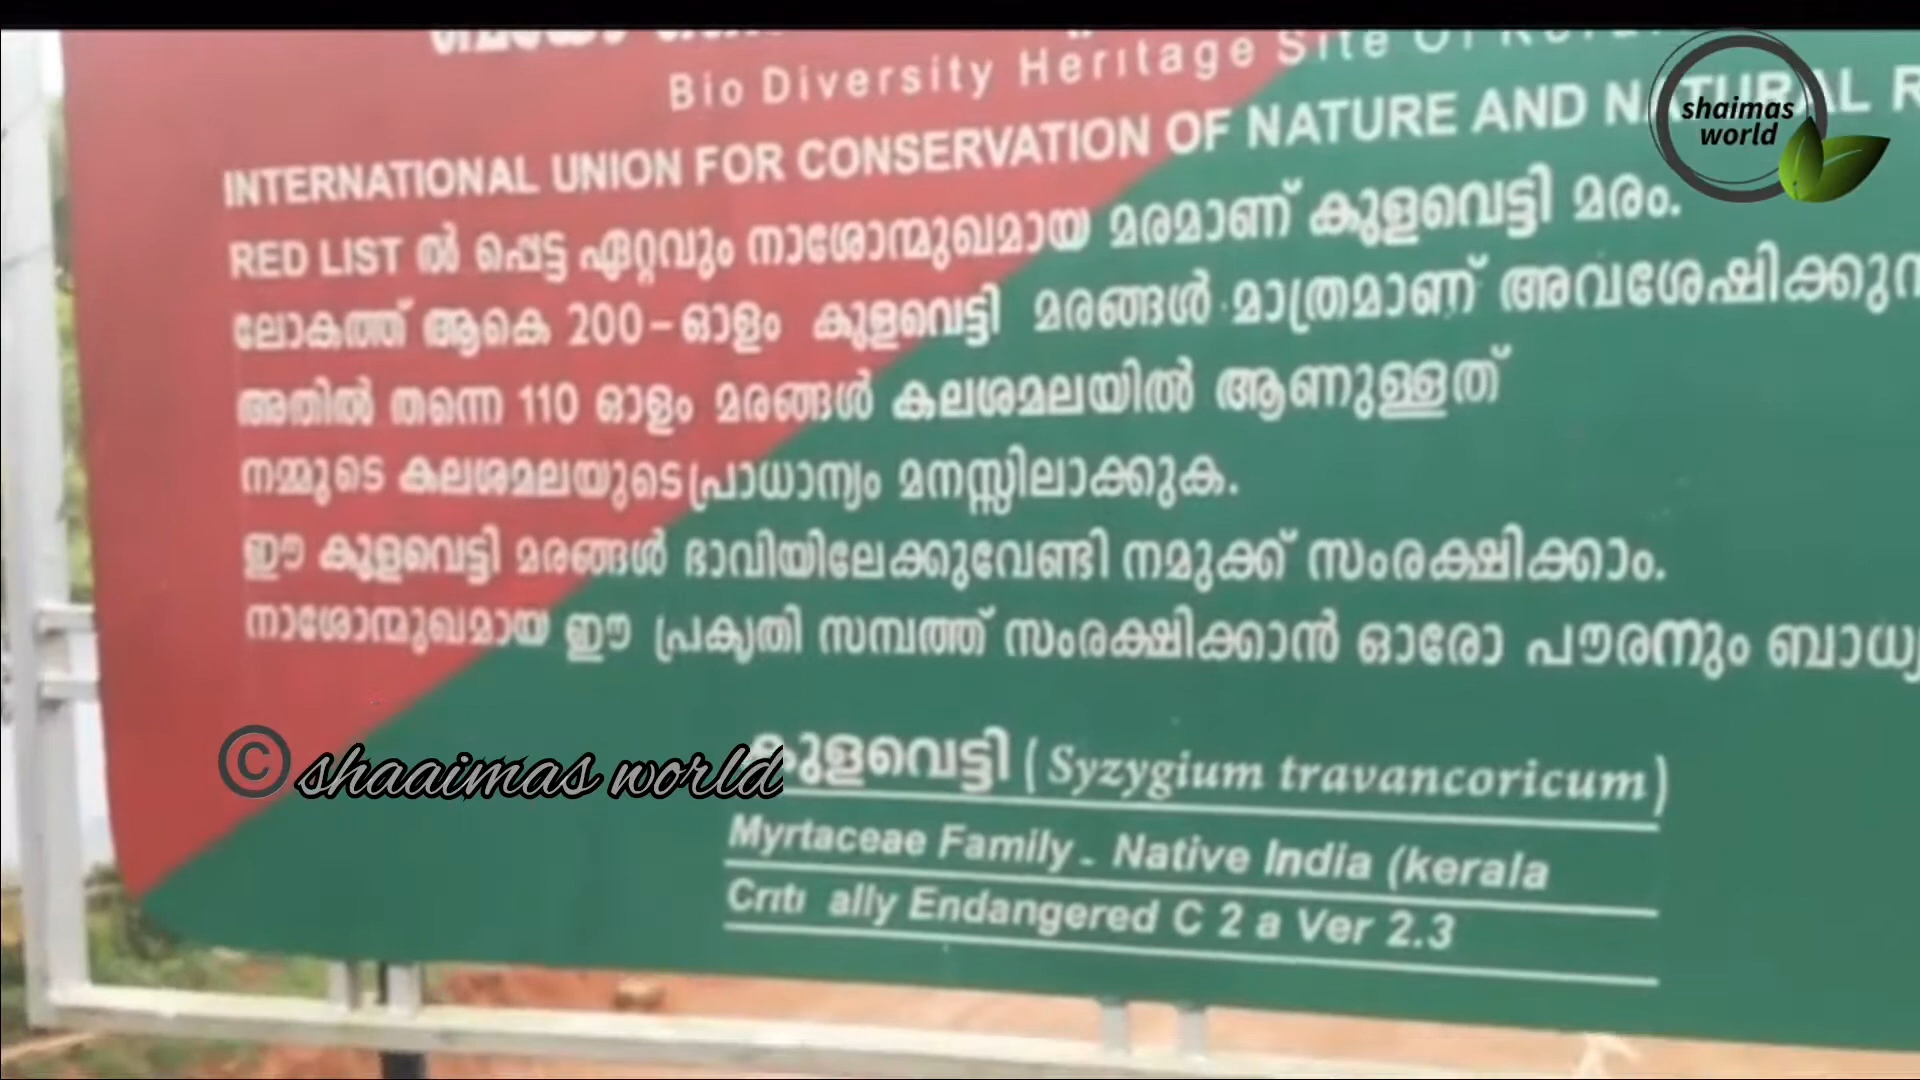 Bio Diversity Heritage Site Of
INTERNATIONAL UNION FOR CONSERVATION OF NATURE AND NATURAL R
RED LIST ൽ പ്പെട്ട ഏറ്റവും നാശോന്മുഖമായ മരമാണ് കുളവെട്ടി മരം.
ലോകത്ത് ആകെ 200-ഓളം കുളവെട്ടി മരങ്ങൾ മാത്രമാണ് അവശേഷിക്കുന്
അതിൽ തന്നെ 110 ഓളം മരങ്ങൾ കലശമലയിൽ ആണുള്ളത്
നമ്മുടെ കലശമലയുടെ പ്രാധാന്യം മനസ്സിലാക്കുക.
ഈ കുളവെട്ടി മരങ്ങൾ ഭാവിയിലേക്കുവേണ്ടി നമുക്ക് സംരക്ഷിക്കാം.
നാശോന്മുഖമായ ഈ പ്രകൃതി സമ്പത്ത് സംരക്ഷിക്കാൻ ഓരോ പൗരനും ബാധ്യ
കുളവെട്ടി (Syzygium travancoricum)
Myrtaceae Family - Native India (kerala
Criti ally Endangered C 2 a Ver 2.3
shaimas
world
© shaaimas world